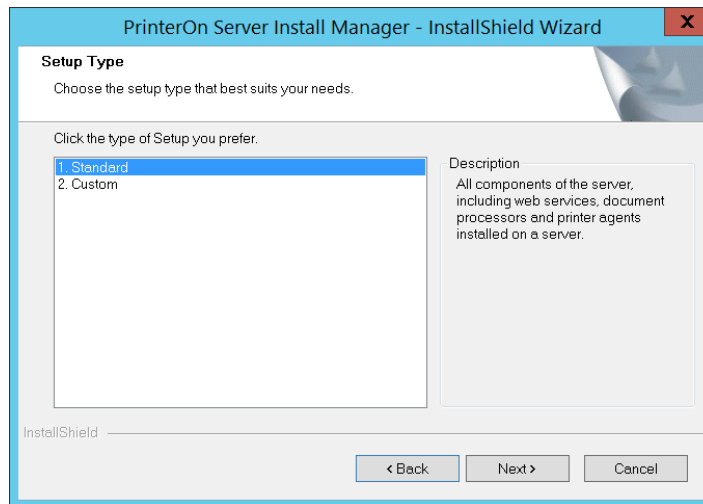 PrinterOn Server Install Manager - InstallShield Wizard
X
Setup Type
Choose the setup type that best suits your needs.
Click the type of Setup you prefer.
1. Standard
2. Custom
Description
All components of the server,
including web services, document
processors and printer agents
installed on a server.
InstallShield
< Back
Next >
Cancel